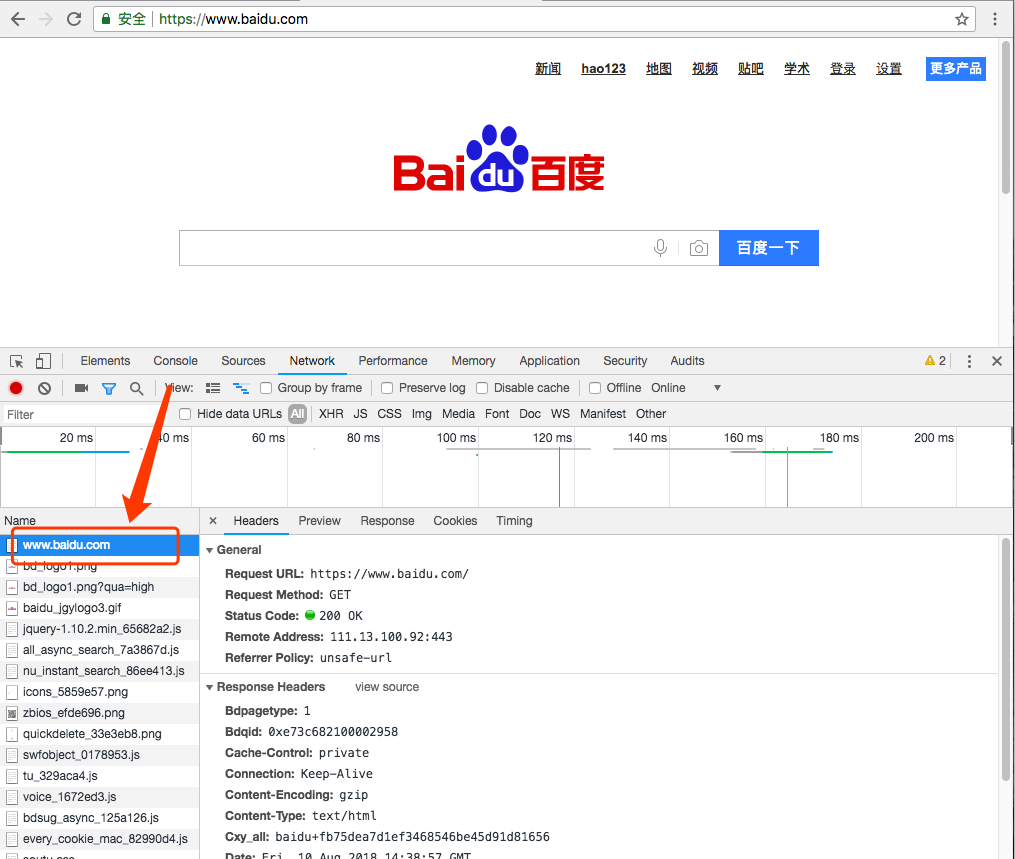 安全 https://www.baidu.com
新闻 hao123 地图 视频 贴吧 学术 登录 设置 更多产品
Bai du 百度
百度一下
Elements Console Sources Network Performance Memory Application Security Audits 2
View: Group by frame Preserve log Disable cache Offline Online
Filter Hide data URLs All XHR JS CSS Img Media Font Doc WS Manifest Other
20 ms 40 ms 60 ms 80 ms 100 ms 120 ms 140 ms 160 ms 180 ms 200 ms
Name
www.baidu.com
bd_logo1.png
bd_logo1.png?qua=high
baidu_jgylogo3.gif
jquery-1.10.2.min_65682a2.js
all_async_search_7a3867d.js
nu_instant_search_86ee413.js
icons_5859e57.png
zbios_efde696.png
quickdelete_33e3eb8.png
swfobject_0178953.js
tu_329aca4.js
voice_1672ed3.js
bdsug_async_125a126.js
every_cookie_mac_82990d4.js
× Headers Preview Response Cookies Timing
General
Request URL: https://www.baidu.com/
Request Method: GET
Status Code: 200 OK
Remote Address: 111.13.100.92:443
Referrer Policy: unsafe-url
Response Headers view source
Bdpagetype: 1
Bdqid: 0xe73c682100002958
Cache-Control: private
Connection: Keep-Alive
Content-Encoding: gzip
Content-Type: text/html
Cxy_all: baidu+fb75dea7d1ef3468546be45d91d81656
Date: Fri, 10 Aug 2018 14:38:57 GMT